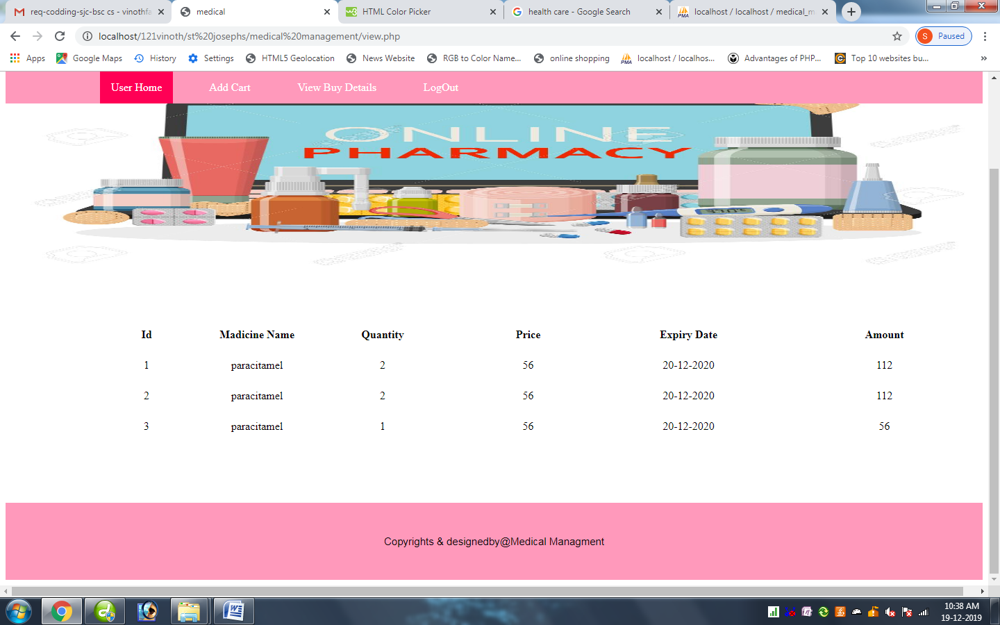 req-codding-sjc-bsc cs - vinothfa
medical
HTML Color Picker
health care - Google Search
localhost / localhost / medical_m
localhost/121vinoth/st%20josephs/medical%20management/view.php
S Paused
Apps
Google Maps
History
Settings
HTML5 Geolocation
News Website
RGB to Color Name...
online shopping
localhost / localhos...
Advantages of PHP...
Top 10 websites bu...
User Home Add Cart View Buy Details LogOut
ONLINE
PHARMACY
Id Madicine Name Quantity Price Expiry Date Amount
1 paracitamel 2 56 20-12-2020 112
2 paracitamel 2 56 20-12-2020 112
3 paracitamel 1 56 20-12-2020 56
Copyrights & designedby@Medical Managment
10:38 AM
19-12-2019